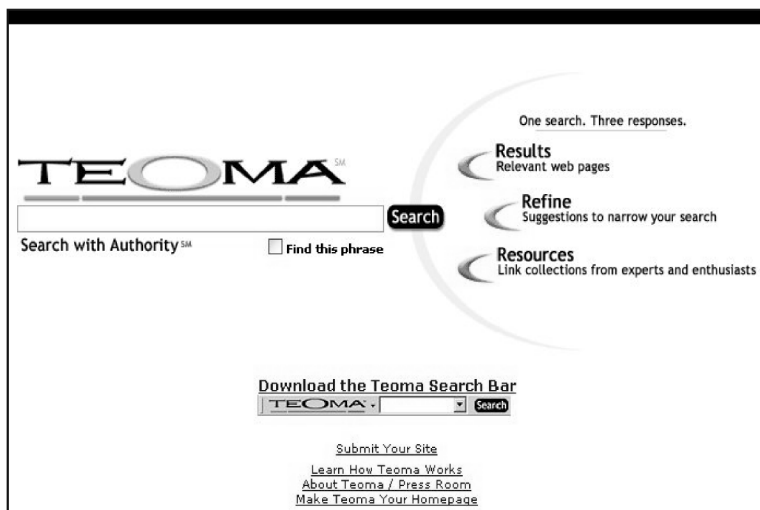 One search. Three responses.
TEOMA SM
Results
Relevant web pages
Refine
Suggestions to narrow your search
Search
Search with Authority SM
Find this phrase
Resources
Link collections from experts and enthusiasts
Download the Teoma Search Bar
TEOMA Search
Submit Your Site
Learn How Teoma Works
About Teoma / Press Room
Make Teoma Your Homepage